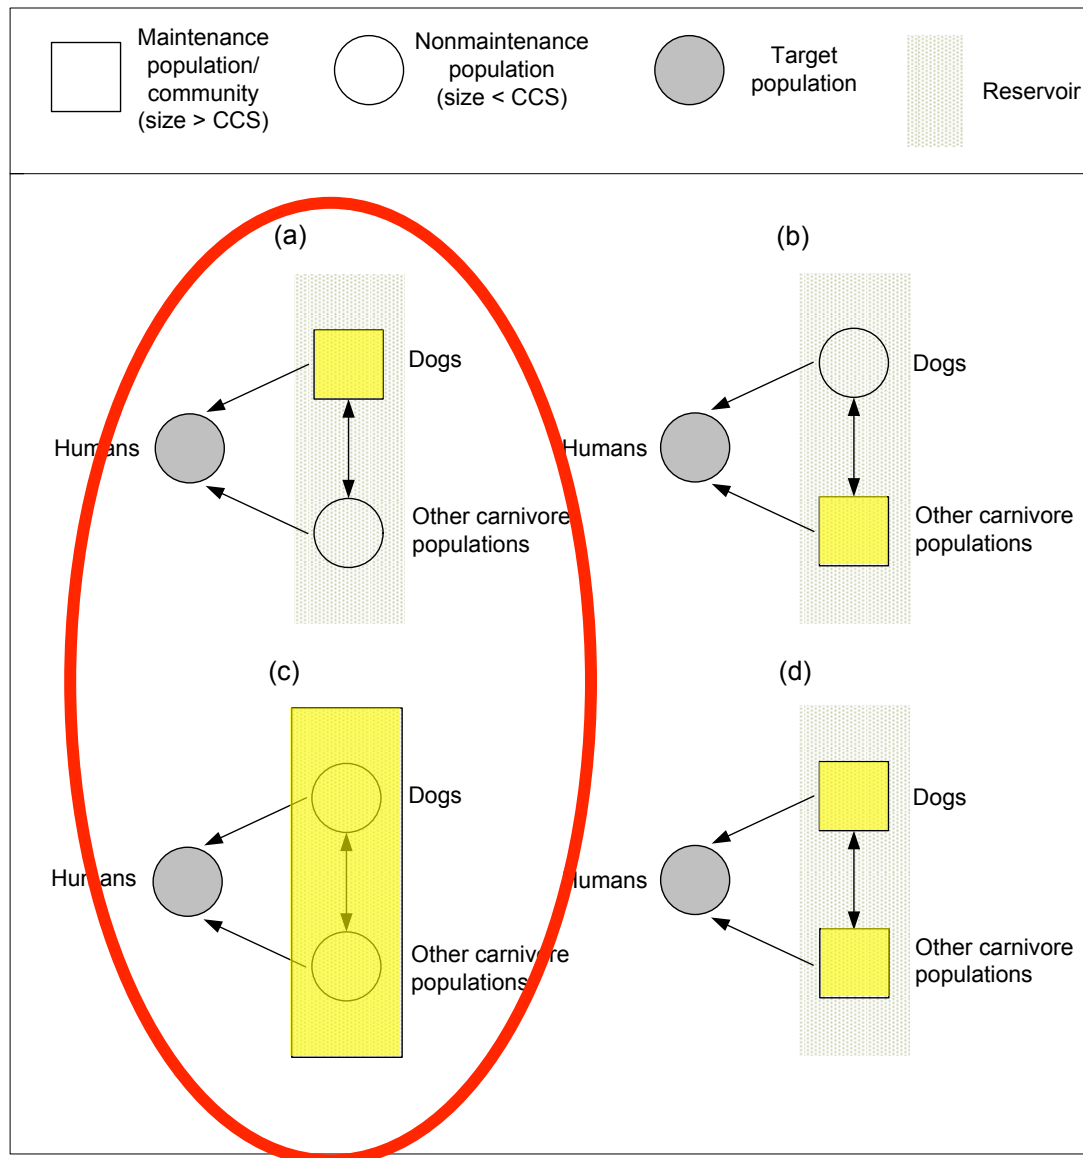 Maintenance
population/
community
(size > CCS)
Nonmaintenance
population
(size < CCS)
Target
population
Reservoir
(a)
Dogs
Humans
Other carnivore
populations
(b)
Dogs
Humans
Other carnivore
populations
(c)
Dogs
Humans
Other carnivore
populations
(d)
Dogs
Humans
Other carnivore
populations